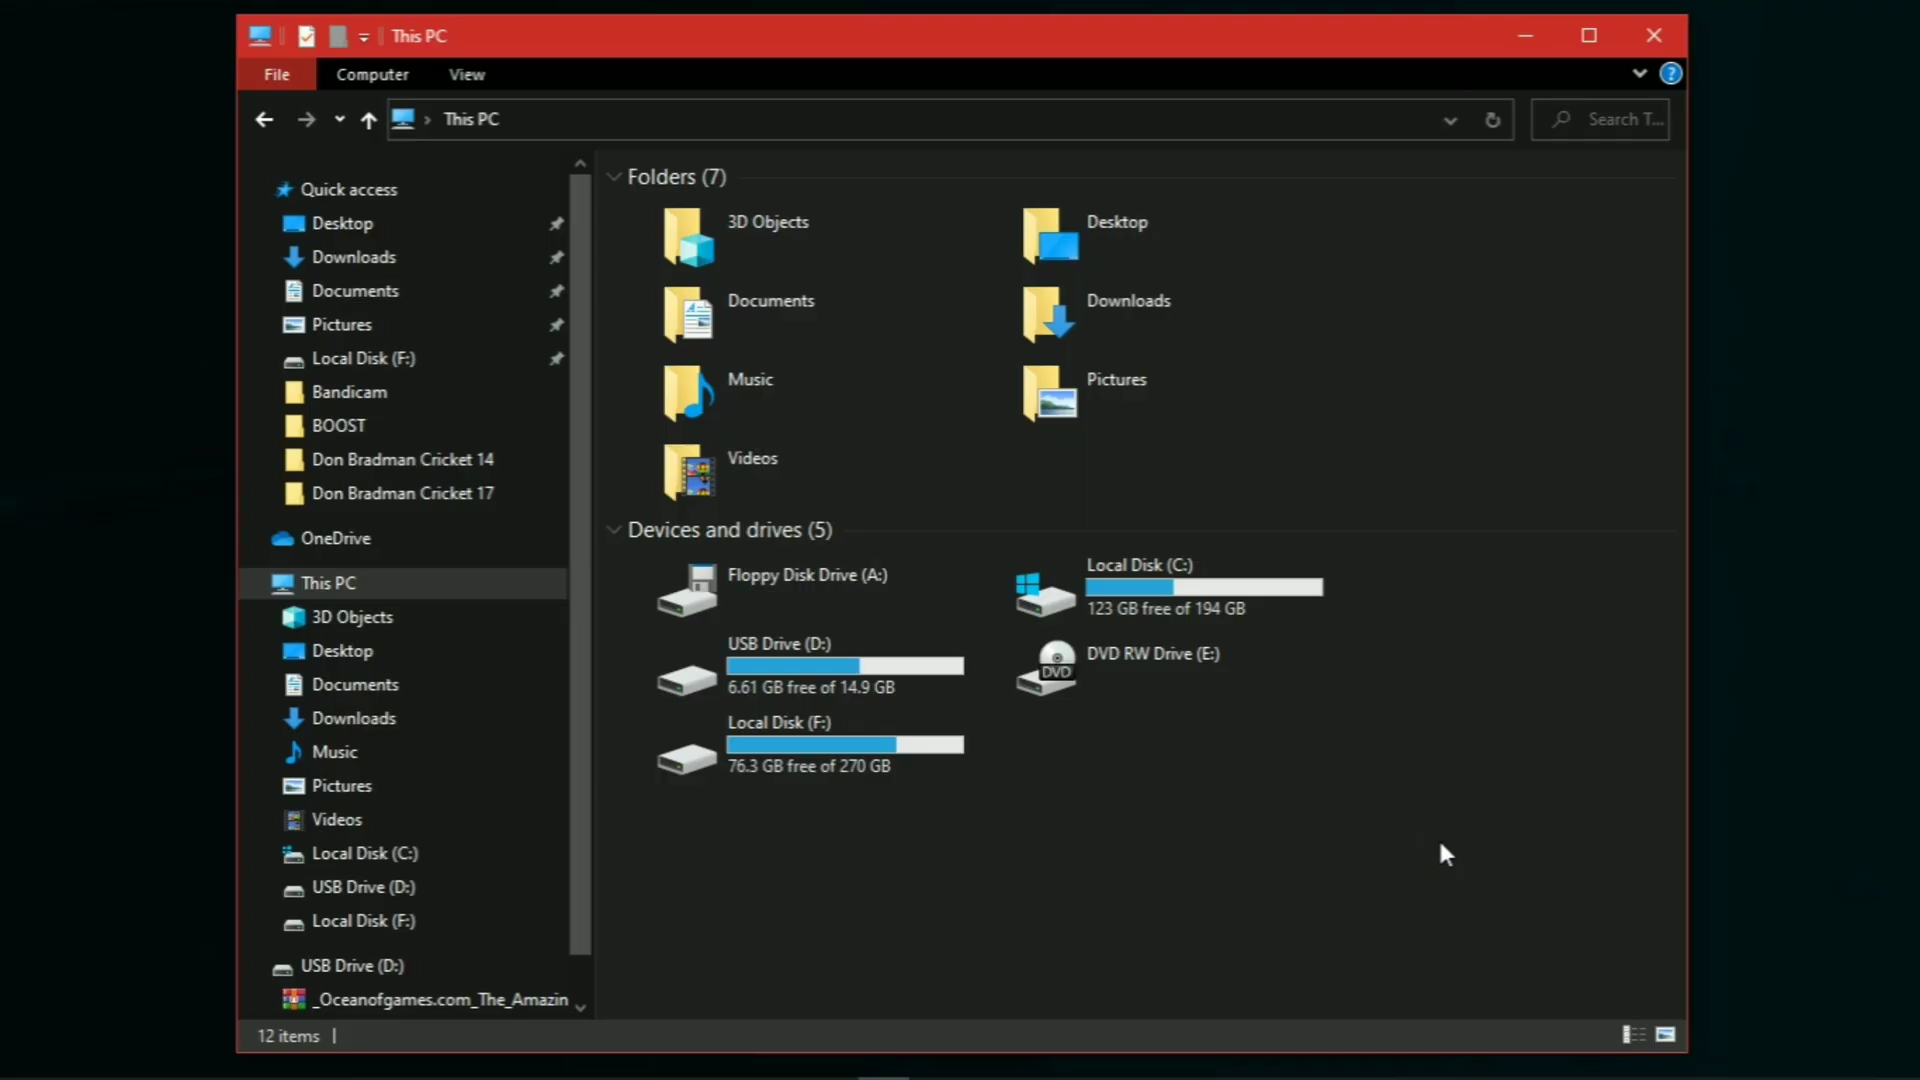 This PC
File Computer View
This PC
Search T...
Quick access
Desktop
Downloads
Documents
Pictures
Local Disk (F:)
Bandicam
BOOST
Don Bradman Cricket 14
Don Bradman Cricket 17
OneDrive
This PC
3D Objects
Desktop
Documents
Downloads
Music
Pictures
Videos
Local Disk (C:)
USB Drive (D:)
Local Disk (F:)
USB Drive (D:)
_Oceanofgames.com_The_Amazin
Folders (7)
3D Objects
Desktop
Documents
Downloads
Music
Pictures
Videos
Devices and drives (5)
Floppy Disk Drive (A:)
Local Disk (C:)
123 GB free of 194 GB
USB Drive (D:)
6.61 GB free of 14.9 GB
DVD RW Drive (E:)
DVD
Local Disk (F:)
76.3 GB free of 270 GB
12 items